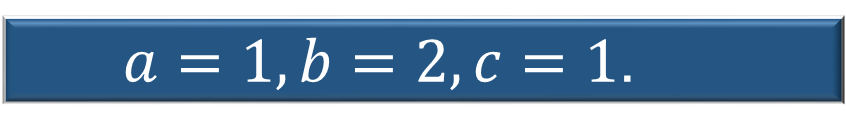 a = 1, b = 2, c = 1.